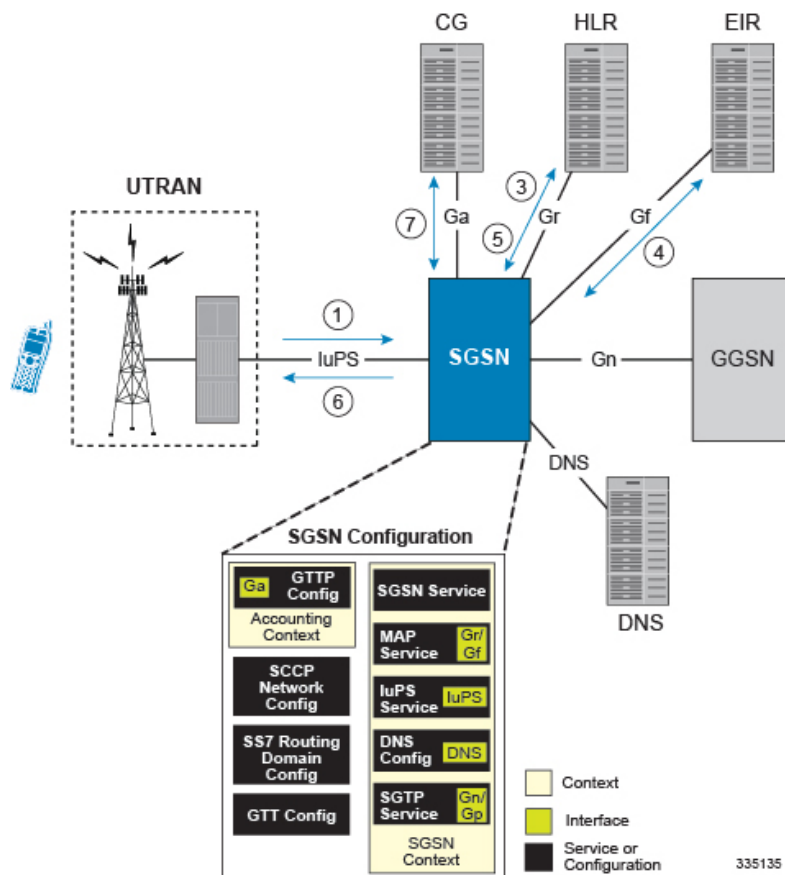 CG
HLR
EIR
UTRAN
3
7
Ga
5
Gr
Gf
4
1
IuPS
6
SGSN
Gn
GGSN
DNS
DNS
SGSN Configuration
Ga
GTTP
Config
Accounting
Context
SCCP
Network
Config
SS7 Routing
Domain
Config
GTT Config
SGSN Service
MAP
Service
Gr/
Gf
IuPS
Service
IuPS
DNS
Config
DNS
SGTP
Service
Gn/
Gp
SGSN
Context
Context
Interface
Service or
Configuration
335135